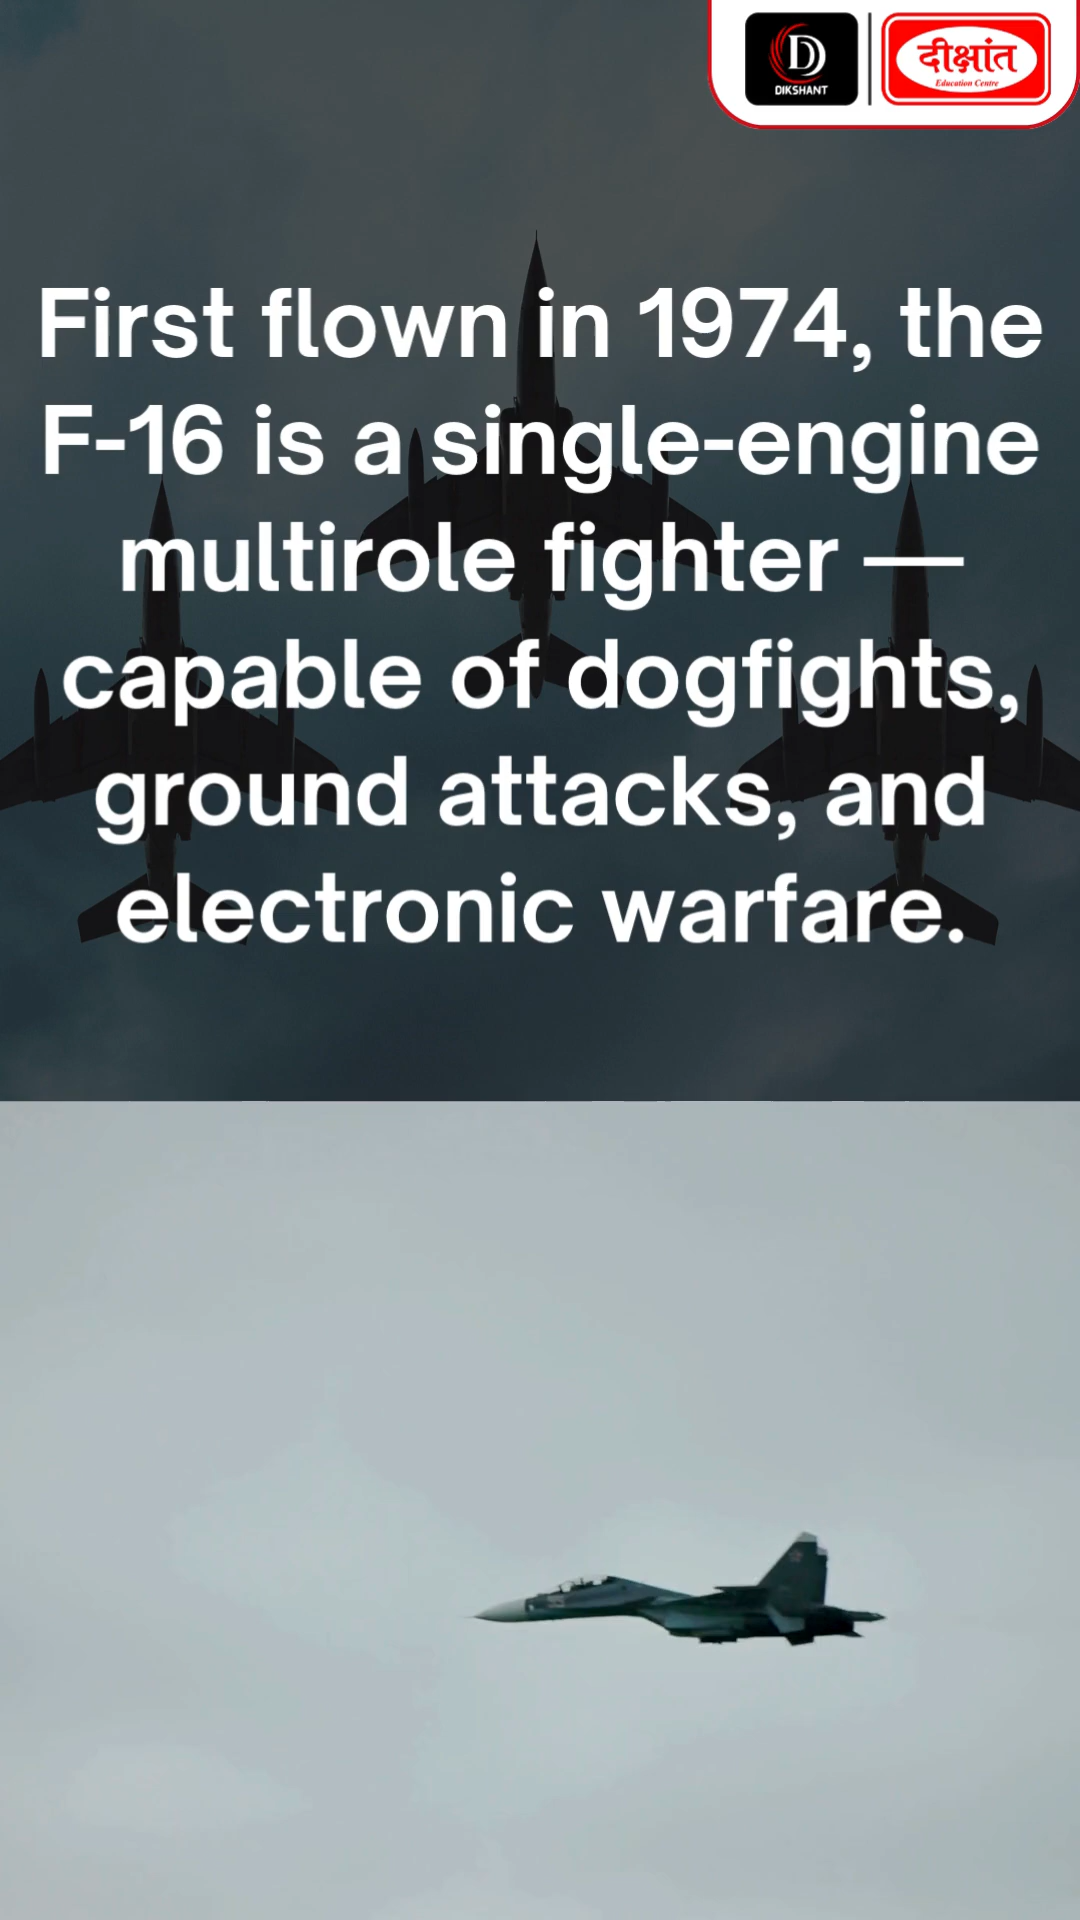 DIKSHANT
दीक्षांत
Education Centre
First flown in 1974, the
F-16 is a single-engine
multirole fighter —
capable of dogfights,
ground attacks, and
electronic warfare.